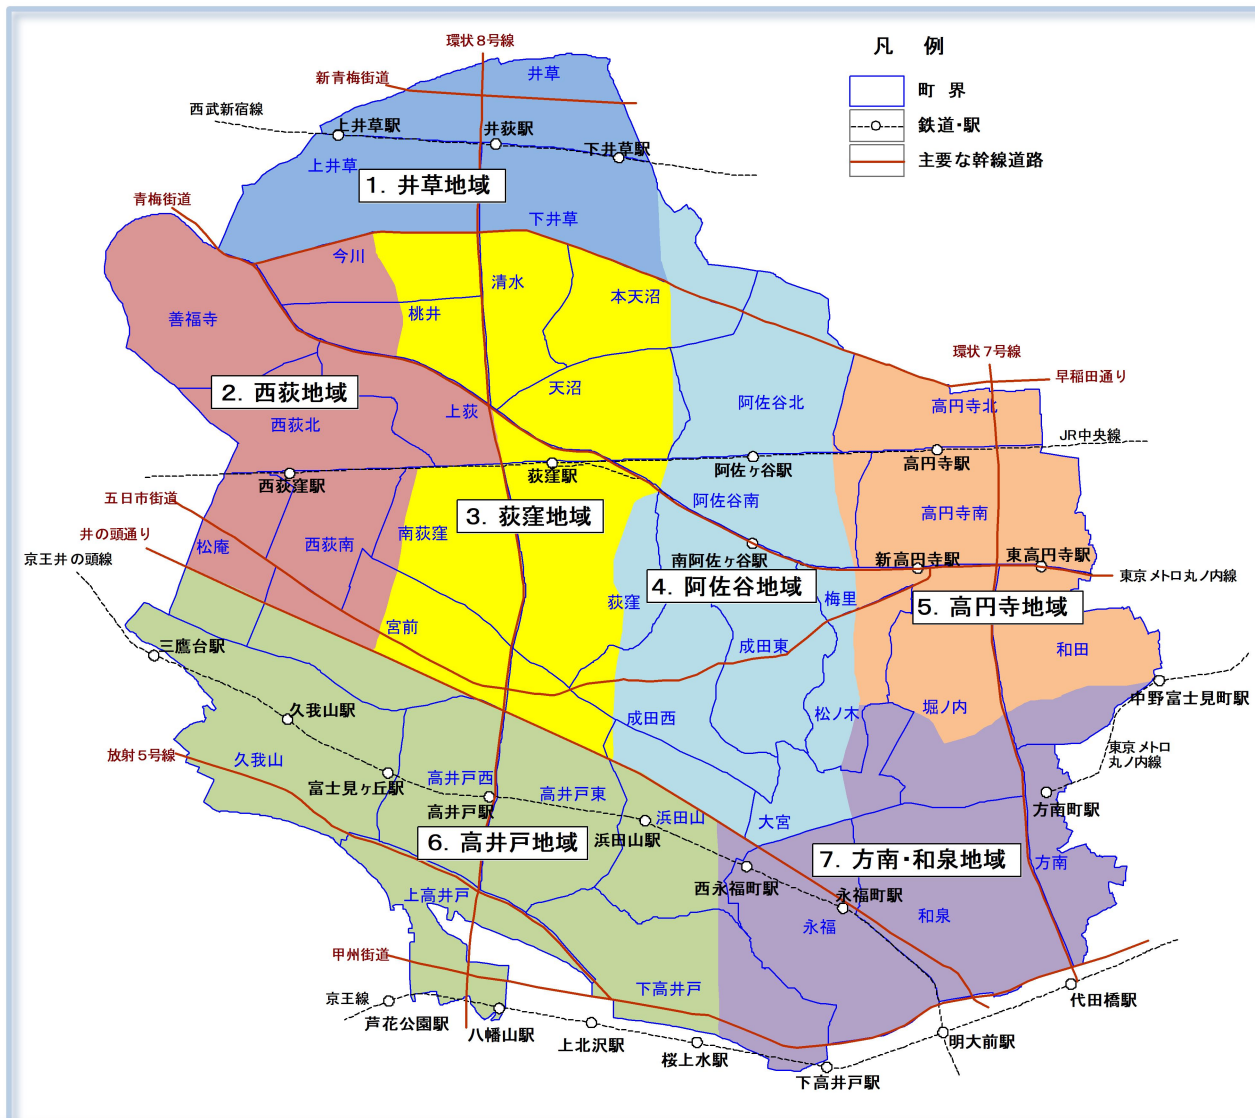 環状８号線
凡 例
井草
新青梅街道
町 界
西武新宿線
上井草駅
井荻駅
鉄道・駅
下井草駅
主要な幹線道路
上井草
1. 井草地域
青梅街道
下井草
今川
清水
本天沼
桃井
善福寺
環状７号線
早稲田通り
2. 西荻地域
天沼
阿佐谷北
上荻
高円寺北
西荻北
JR中央線
荻窪駅
阿佐ヶ谷駅
高円寺駅
西荻窪駅
五日市街道
阿佐谷南
3. 荻窪地域
高円寺南
井の頭通り
南荻窪
松庵
西荻南
京王井の頭線
南阿佐ヶ谷駅
新高円寺駅
東高円寺駅
東京メトロ丸ノ内線
4. 阿佐谷地域
荻窪
梅里
5. 高円寺地域
宮前
成田東
和田
三鷹台駅
中野富士見町駅
久我山駅
成田西
松ノ木
堀ノ内
放射５号線
久我山
東京メトロ
丸ノ内線
富士見ヶ丘駅
高井戸西
高井戸駅
高井戸東
方南町駅
浜田山
大宮
6. 高井戸地域
浜田山駅
7. 方南・和泉地域
方南
西永福町駅
永福町駅
上高井戸
永福
和泉
甲州街道
下高井戸
京王線
代田橋駅
芦花公園駅
八幡山駅
上北沢駅
明大前駅
桜上水駅
下高井戸駅